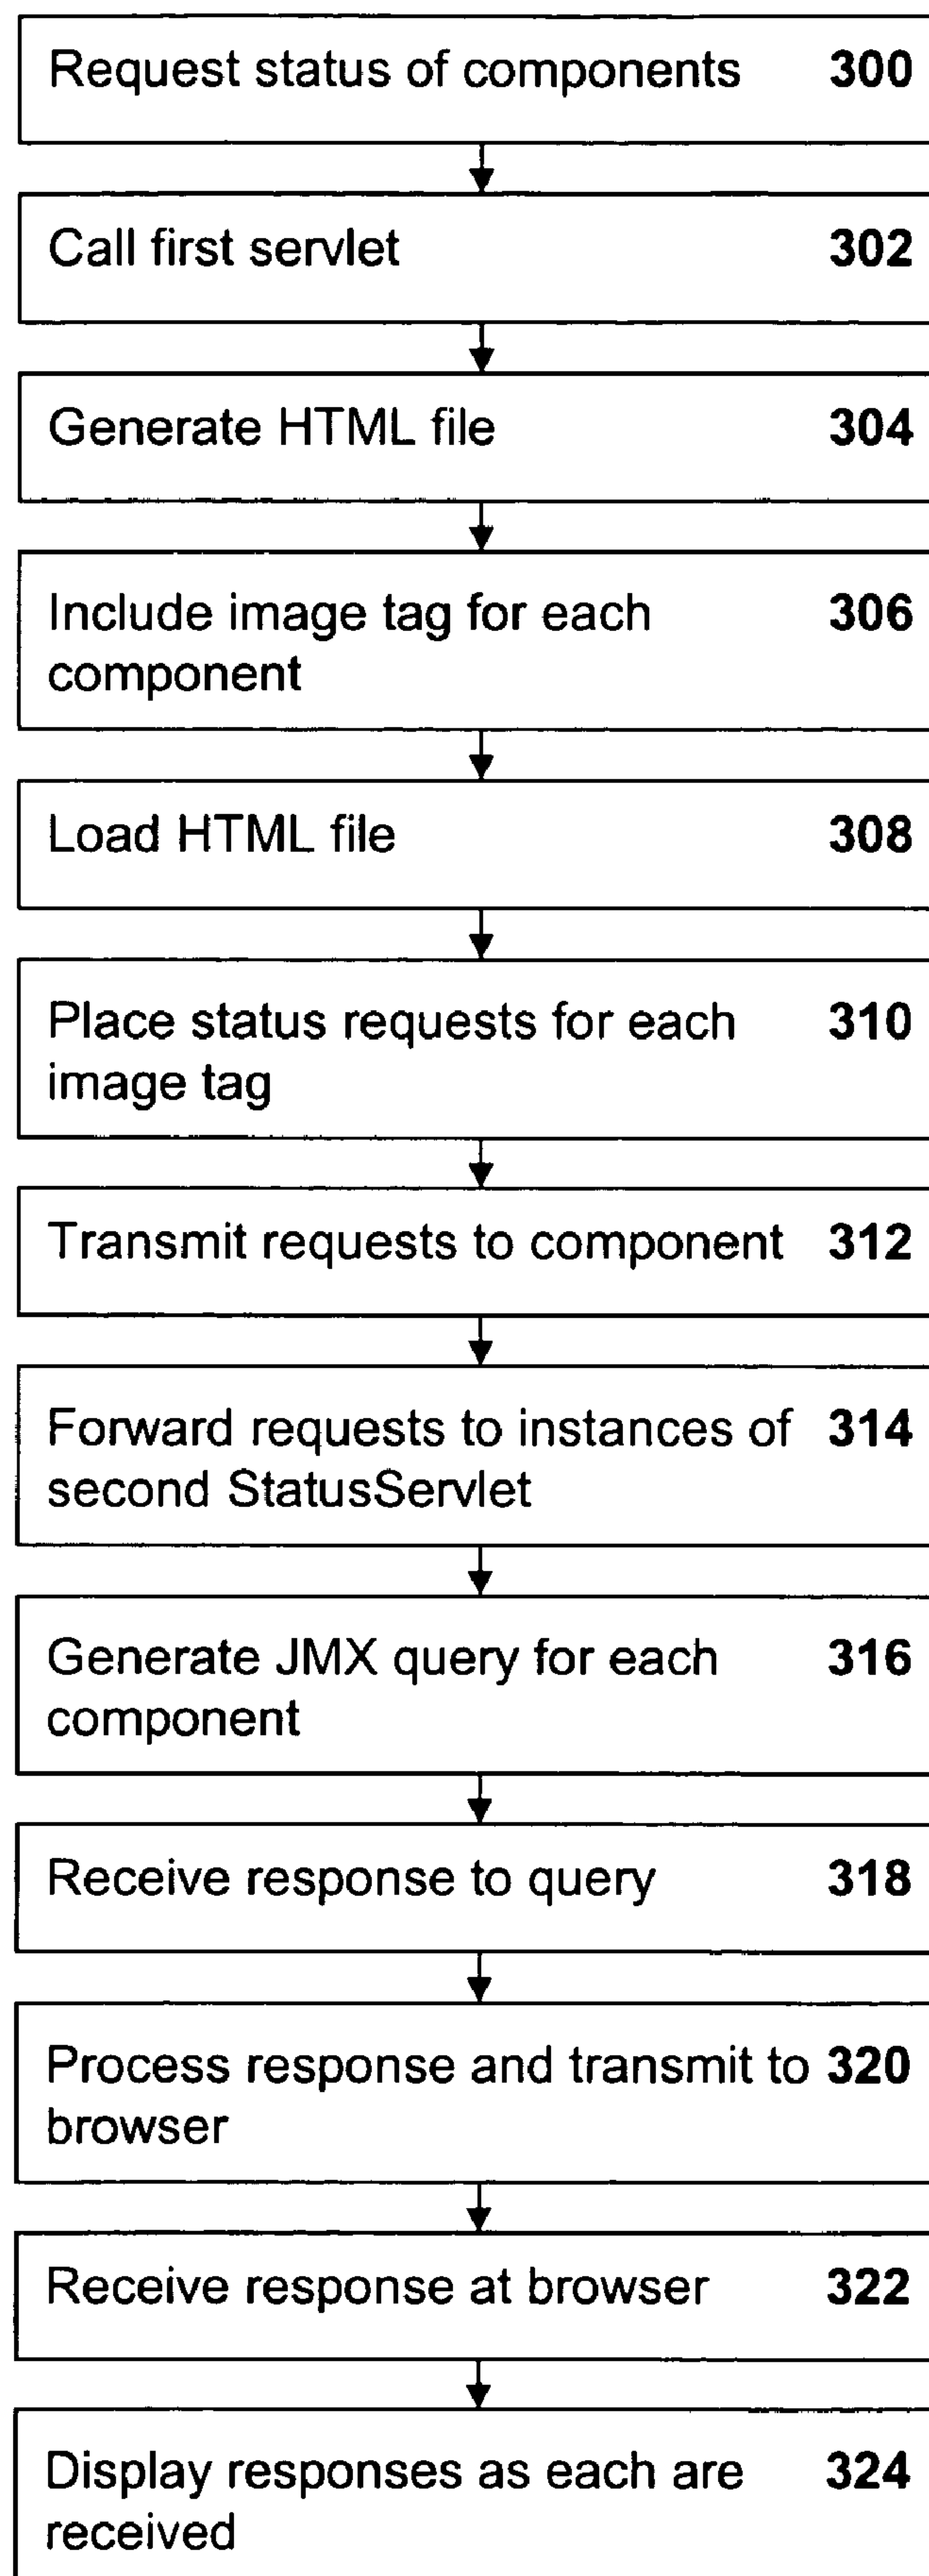 Request status of components 300
Call first servlet 302
Generate HTML file 304
Include image tag for each 306
component
Load HTML file 308
Place status requests for each 310
image tag
Transmit requests to component 312
Forward requests to instances of 314
second StatusServlet
Generate JMX query for each 316
component
Receive response to query 318
Process response and transmit to 320
browser
Receive response at browser 322
Display responses as each are 324
received